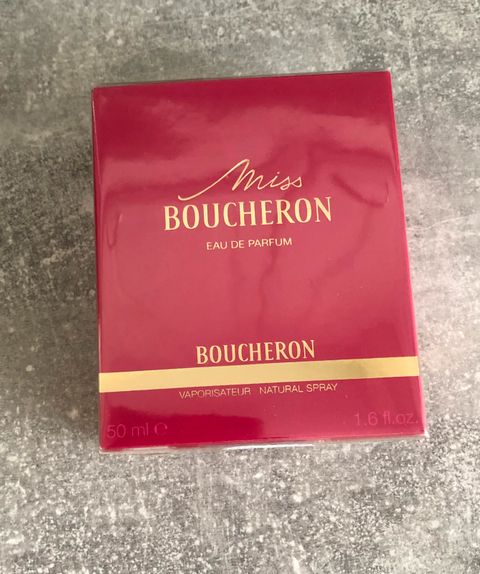 Miss
BOUCHERON
EAU DE PARFUM
BOUCHERON
VAPORISATEUR NATURAL SPRAY
50 ml ℮ 1.6 fl.oz.